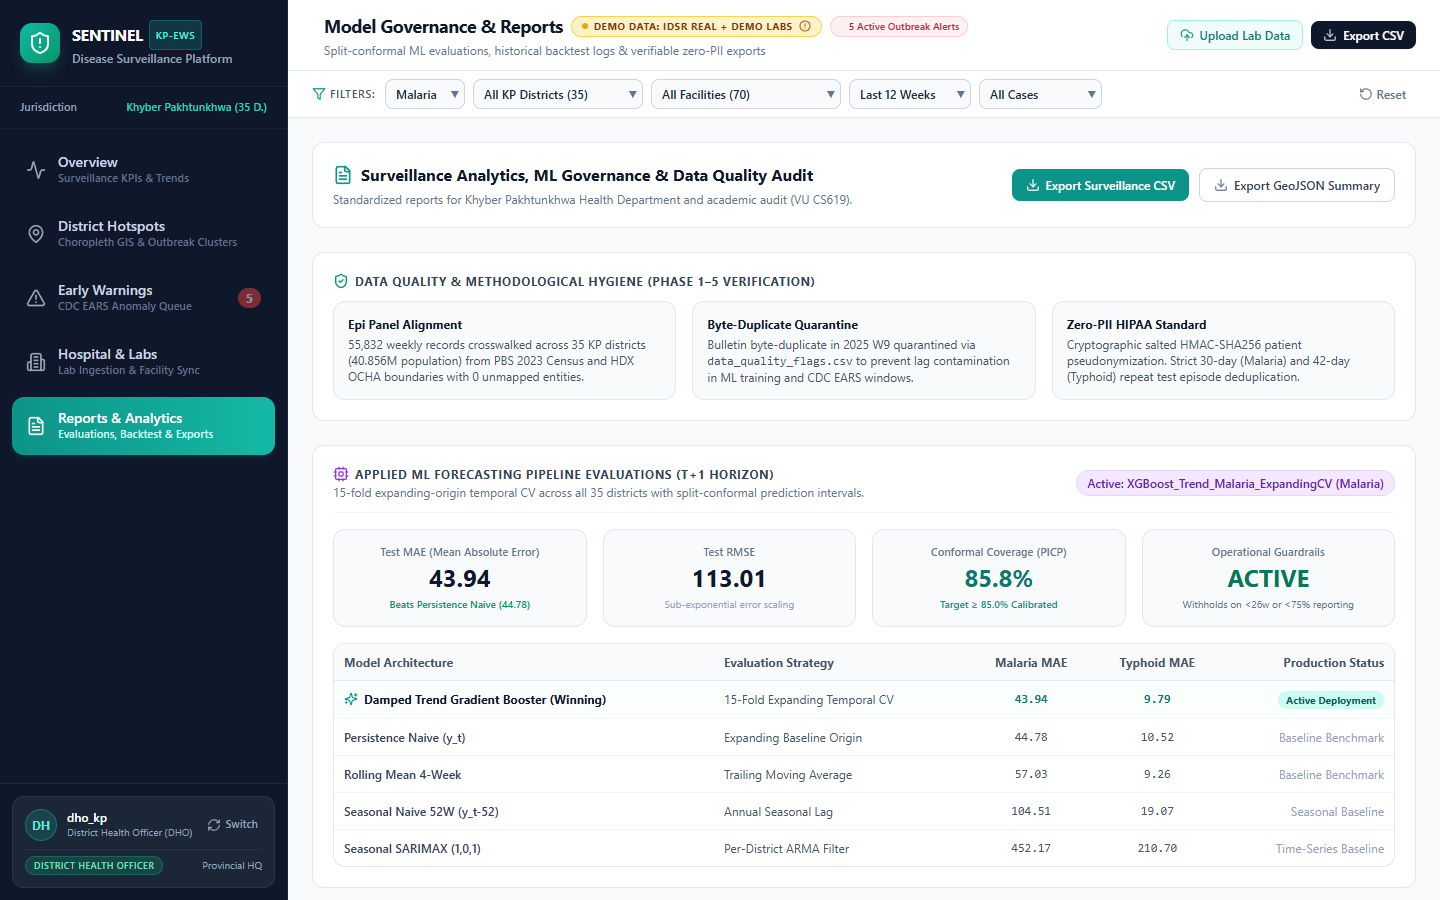 SENTINEL KP-EWS
Disease Surveillance Platform
Jurisdiction Khyber Pakhtunkhwa (35 D.)
Overview
Surveillance KPIs & Trends
District Hotspots
Choropleth GIS & Outbreak Clusters
Early Warnings
CDC EARS Anomaly Queue
5
Hospital & Labs
Lab Ingestion & Facility Sync
Reports & Analytics
Evaluations, Backtest & Exports
DH
dho_kp
District Health Officer (DHO)
Switch
DISTRICT HEALTH OFFICER Provincial HQ
Model Governance & Reports DEMO DATA: IDSR REAL + DEMO LABS 5 Active Outbreak Alerts
Split-conformal ML evaluations, historical backtest logs & verifiable zero-PII exports
Upload Lab Data Export CSV
FILTERS: Malaria All KP Districts (35) All Facilities (70) Last 12 Weeks All Cases Reset
Surveillance Analytics, ML Governance & Data Quality Audit
Standardized reports for Khyber Pakhtunkhwa Health Department and academic audit (VU CS619).
Export Surveillance CSV Export GeoJSON Summary
DATA QUALITY & METHODOLOGICAL HYGIENE (PHASE 1–5 VERIFICATION)
Epi Panel Alignment
55,832 weekly records crosswalked across 35 KP districts
(40.856M population) from PBS 2023 Census and HDX
OCHA boundaries with 0 unmapped entities.
Byte-Duplicate Quarantine
Bulletin byte-duplicate in 2025 W9 quarantined via
data_quality_flags.csv to prevent lag contamination
in ML training and CDC EARS windows.
Zero-PII HIPAA Standard
Cryptographic salted HMAC-SHA256 patient
pseudonymization. Strict 30-day (Malaria) and 42-day
(Typhoid) repeat test episode deduplication.
APPLIED ML FORECASTING PIPELINE EVALUATIONS (T+1 HORIZON)
15-fold expanding-origin temporal CV across all 35 districts with split-conformal prediction intervals.
Active: XGBoost_Trend_Malaria_ExpandingCV (Malaria)
Test MAE (Mean Absolute Error)
43.94
Beats Persistence Naive (44.78)
Test RMSE
113.01
Sub-exponential error scaling
Conformal Coverage (PICP)
85.8%
Target ≥ 85.0% Calibrated
Operational Guardrails
ACTIVE
Withholds on <26w or <75% reporting
Model Architecture Evaluation Strategy Malaria MAE Typhoid MAE Production Status
Damped Trend Gradient Booster (Winning) 15-Fold Expanding Temporal CV 43.94 9.79 Active Deployment
Persistence Naive (y_t) Expanding Baseline Origin 44.78 10.52 Baseline Benchmark
Rolling Mean 4-Week Trailing Moving Average 57.03 9.26 Baseline Benchmark
Seasonal Naive 52W (y_t-52) Annual Seasonal Lag 104.51 19.07 Seasonal Baseline
Seasonal SARIMAX (1,0,1) Per-District ARMA Filter 452.17 210.70 Time-Series Baseline